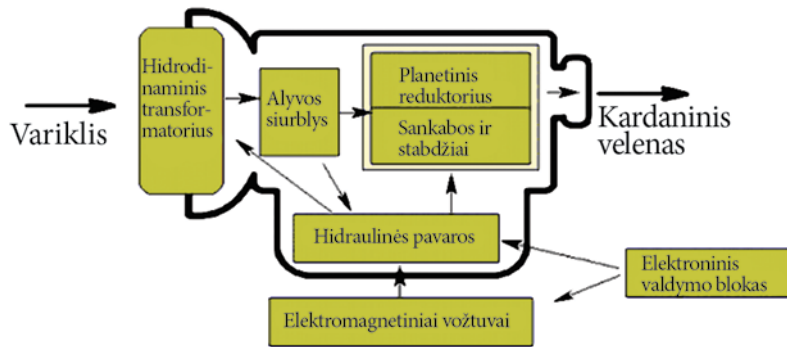 Variklis
Hidrodi-
naminis
transfor-
matorius
Alyvos
siurblys
Planetinis
reduktorius
Sankabos ir
stabdžiai
Kardaninis
velenas
Hidraulinės pavaros
Elektroninis
valdymo blokas
Elektromagnetiniai vožtuvai